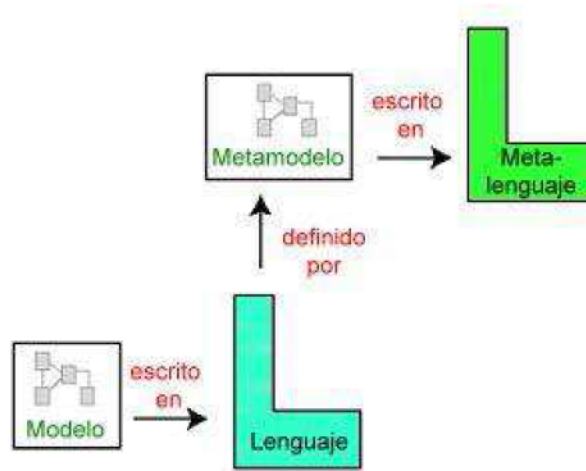 Metamodelo
escrito
en
Meta-
lenguaje
definido
por
Modelo
escrito
en
Lenguaje